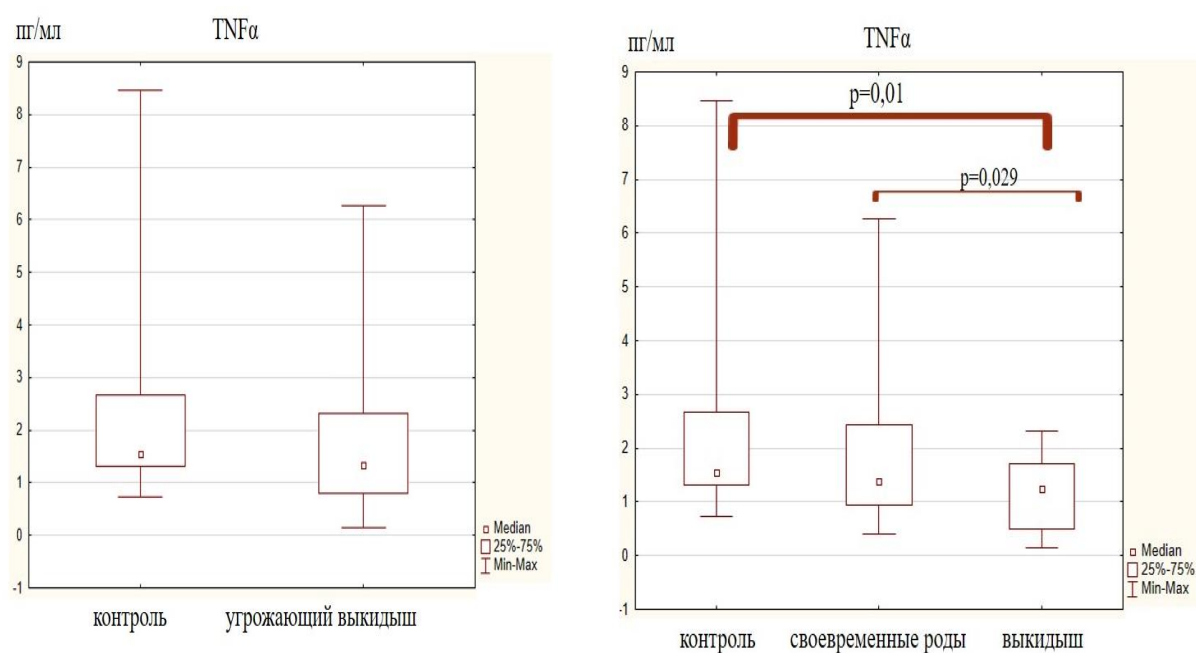 пг/мл TNFα
9
8
7
6
5
4
3
2
1
0
-1
Median
25%-75%
Min-Max
контроль угрожающий выкидыш
пг/мл TNFα
9
8
7
6
5
4
3
2
1
0
-1
p=0,01
p=0,029
Median
25%-75%
Min-Max
контроль своевременные роды выкидыш